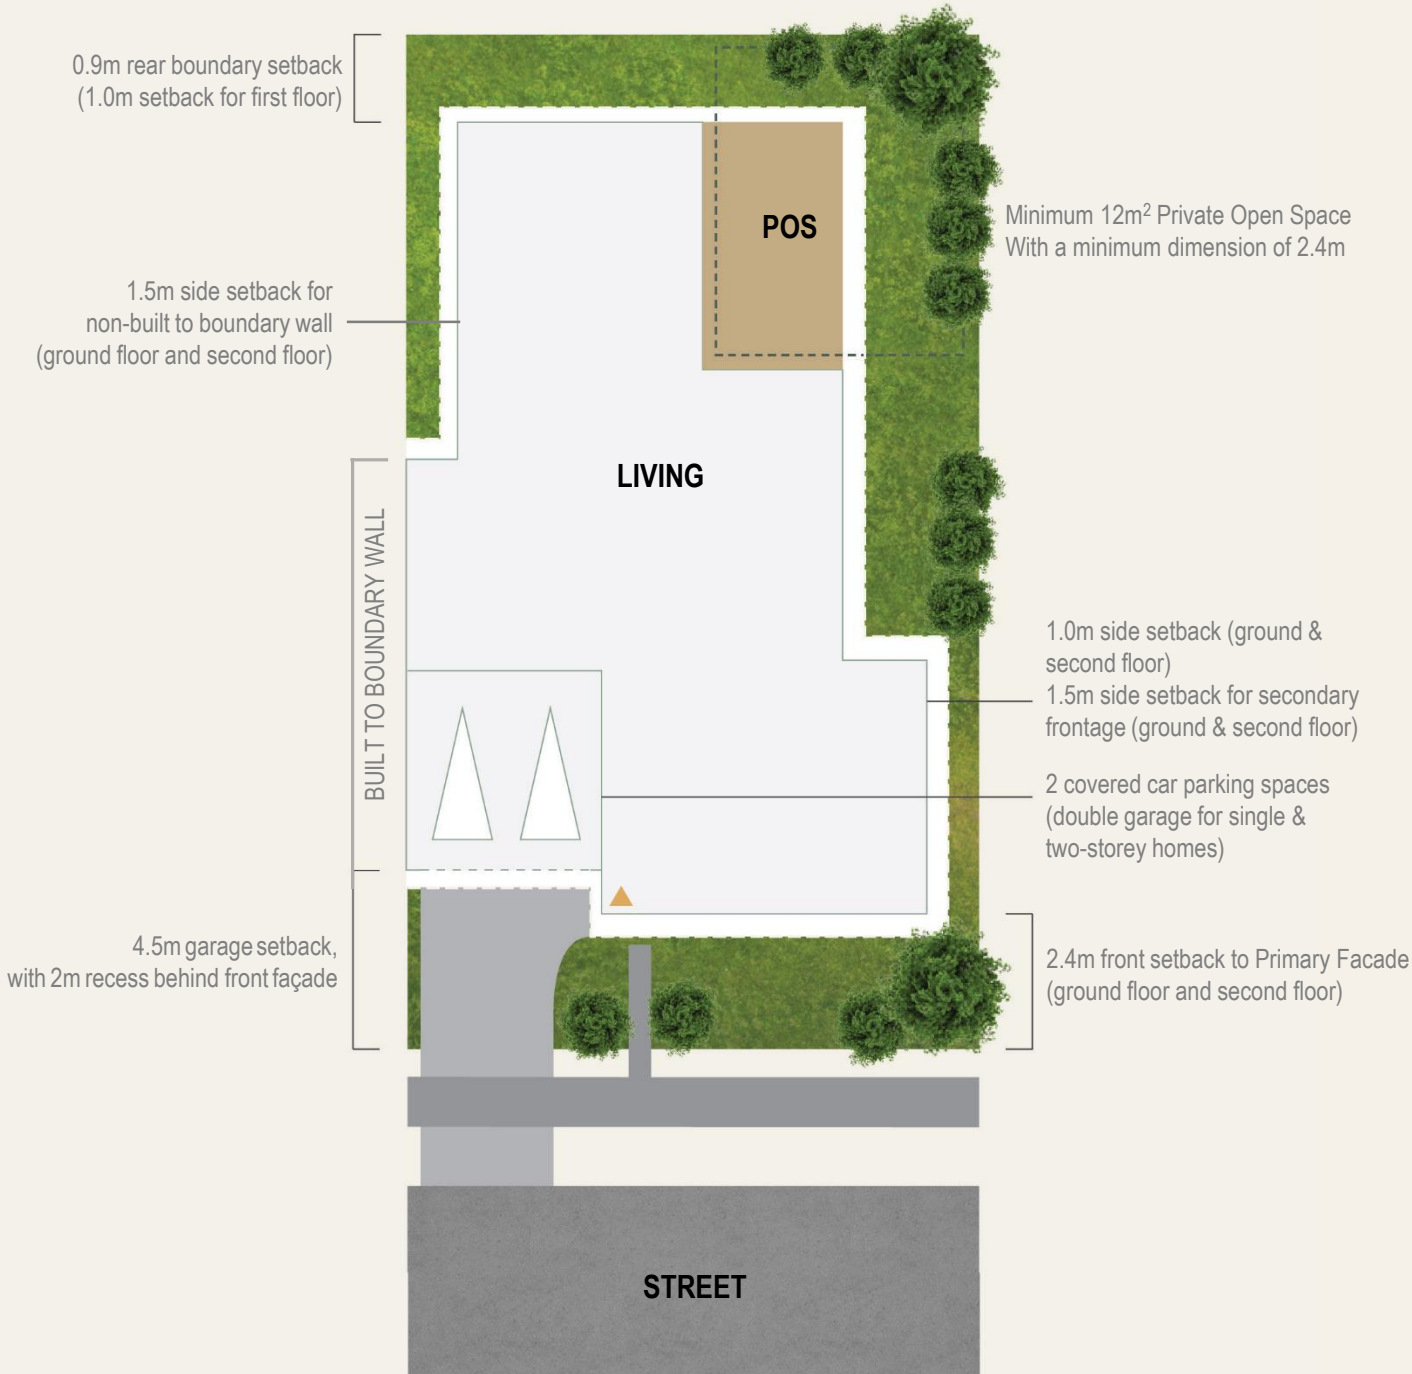 0.9m rear boundary setback
(1.0m setback for first floor)
POS
Minimum 12m² Private Open Space
With a minimum dimension of 2.4m
1.5m side setback for
non-built to boundary wall
(ground floor and second floor)
LIVING
BUILT TO BOUNDARY WALL
1.0m side setback (ground &
second floor)
1.5m side setback for secondary
frontage (ground & second floor)
2 covered car parking spaces
(double garage for single &
two-storey homes)
4.5m garage setback,
with 2m recess behind front façade
2.4m front setback to Primary Facade
(ground floor and second floor)
STREET